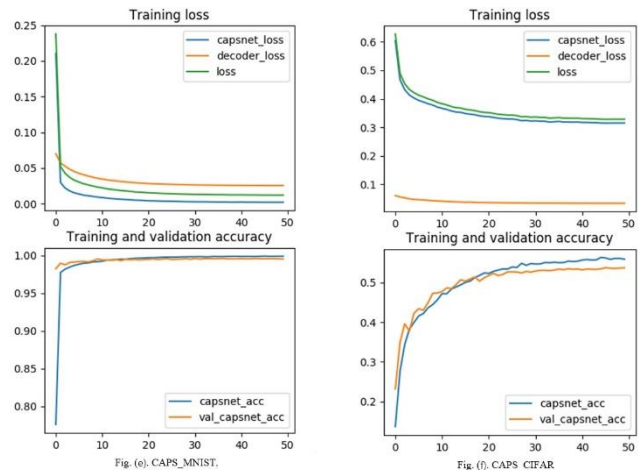 Training loss
0.25
0.20
0.15
0.10
0.05
0.00
capsnet_loss
decoder_loss
loss
0 10 20 30 40 50
Training and validation accuracy
1.00
0.95
0.90
0.85
0.80
capsnet_acc
val_capsnet_acc
0 10 20 30 40 50
Fig. (e). CAPS_MNIST.
Training loss
0.6
0.5
0.4
0.3
0.2
0.1
capsnet_loss
decoder_loss
loss
0 10 20 30 40 50
Training and validation accuracy
0.5
0.4
0.3
0.2
capsnet_acc
val_capsnet_acc
0 10 20 30 40 50
Fig. (f). CAPS_CIFAR